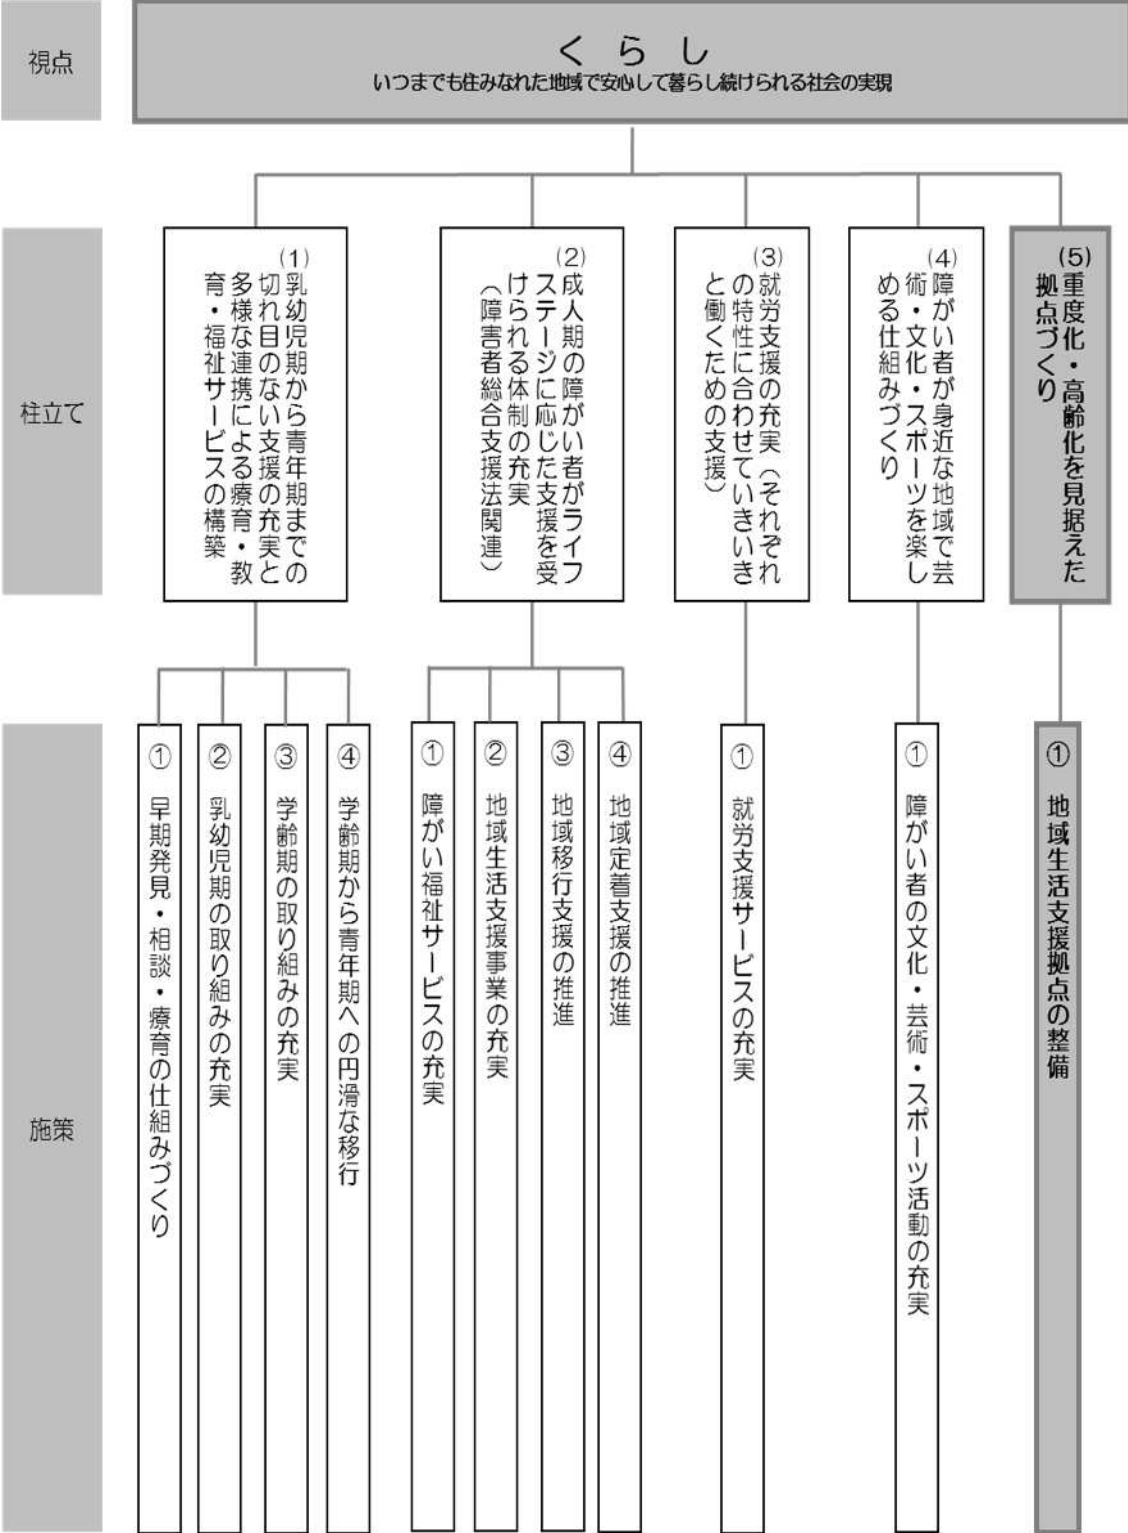 視点
くらし
いつまでも住みなれた地域で安心して暮らし続けられる社会の実現
柱立て
(1)
乳幼児期から青年期までの
切れ目のない支援の充実と
多様な連携による療育・教
育・福祉サービスの構築
(2)
成人期の障がい者がライフ
ステージに応じた支援を受
けられる体制の充実
（障害者総合支援法関連）
(3)
就労支援の充実（それぞれ
の特性に合わせていきいき
と働くための支援）
(4)
障がい者が身近な地域で芸
術・文化・スポーツを楽し
める仕組みづくり
(5)
重度化・高齢化を見据えた
拠点づくり
施策
① 早期発見・相談・療育の仕組みづくり
② 乳幼児期の取り組みの充実
③ 学齢期の取り組みの充実
④ 学齢期から青年期への円滑な移行
① 障がい福祉サービスの充実
② 地域生活支援事業の充実
③ 地域移行支援の推進
④ 地域定着支援の推進
① 就労支援サービスの充実
① 障がい者の文化・芸術・スポーツ活動の充実
① 地域生活支援拠点の整備